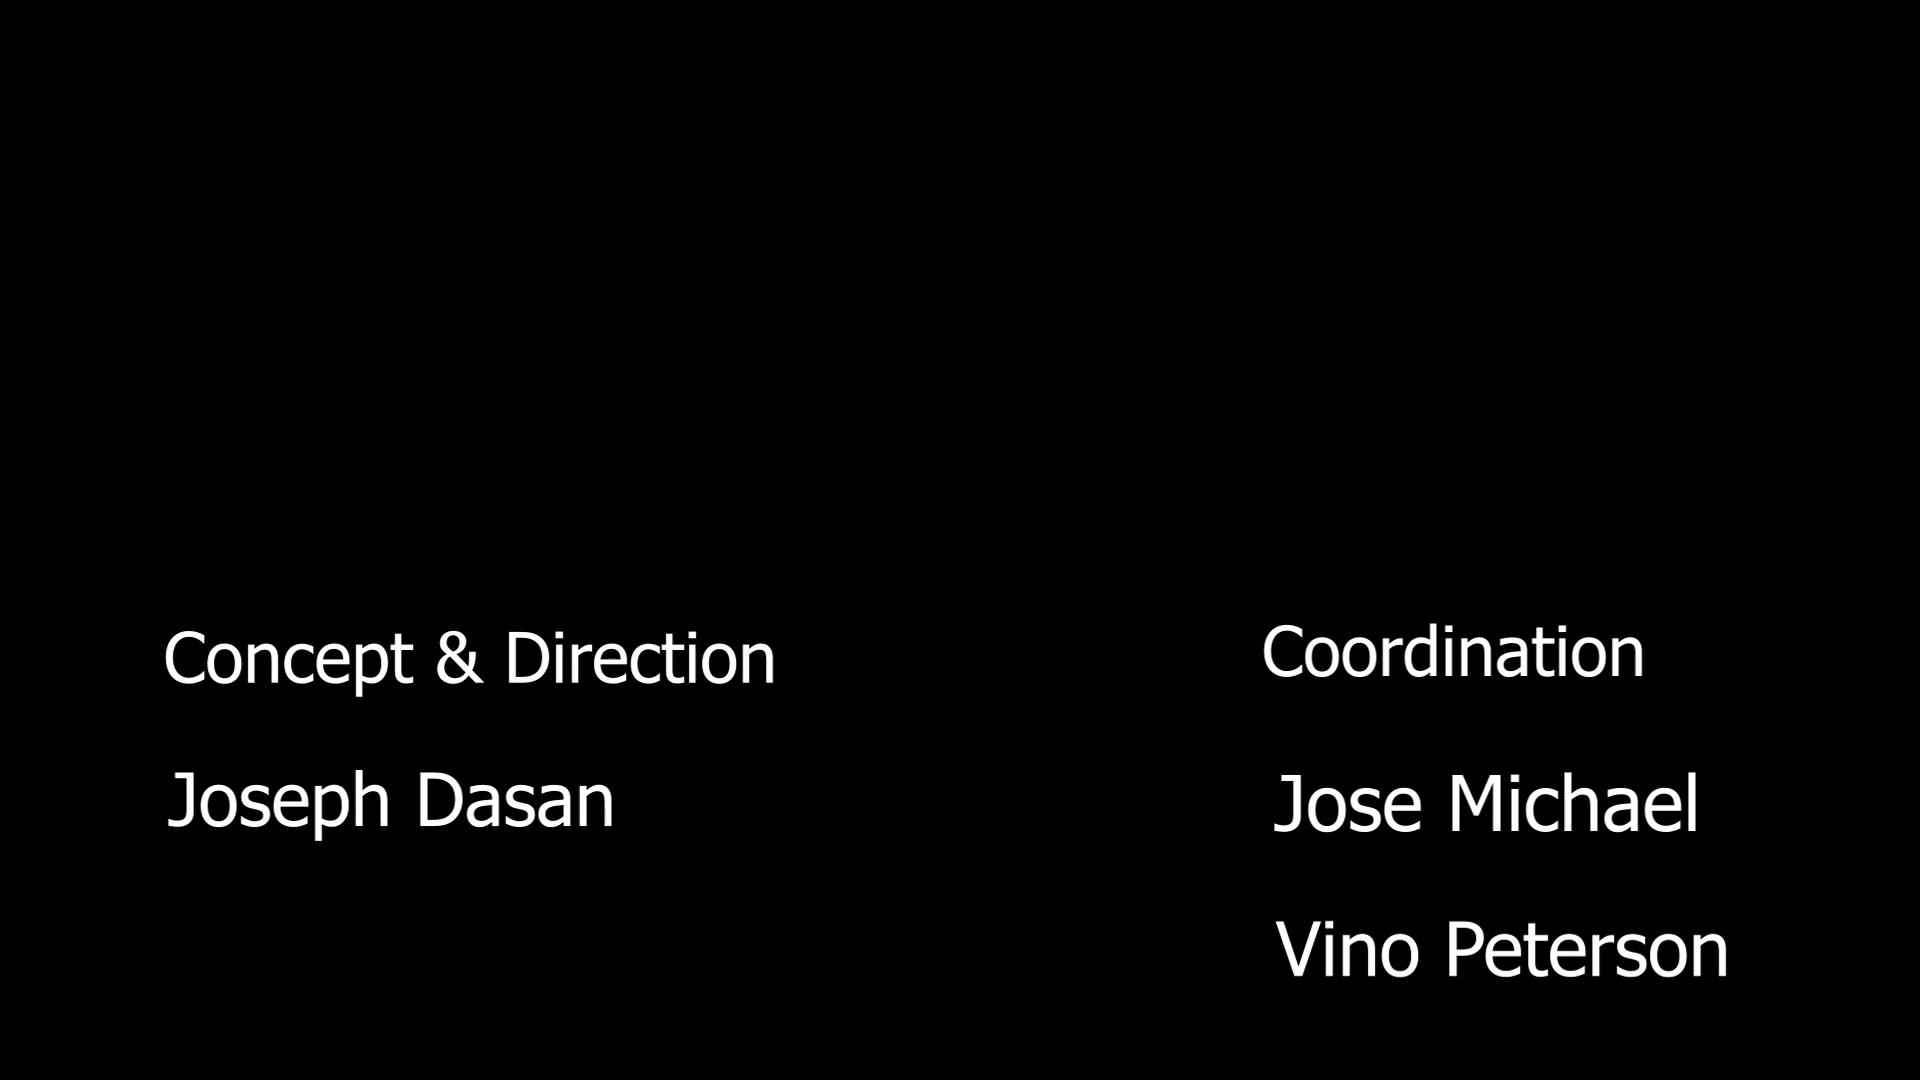 Concept & Direction
Joseph Dasan
Coordination
Jose Michael
Vino Peterson